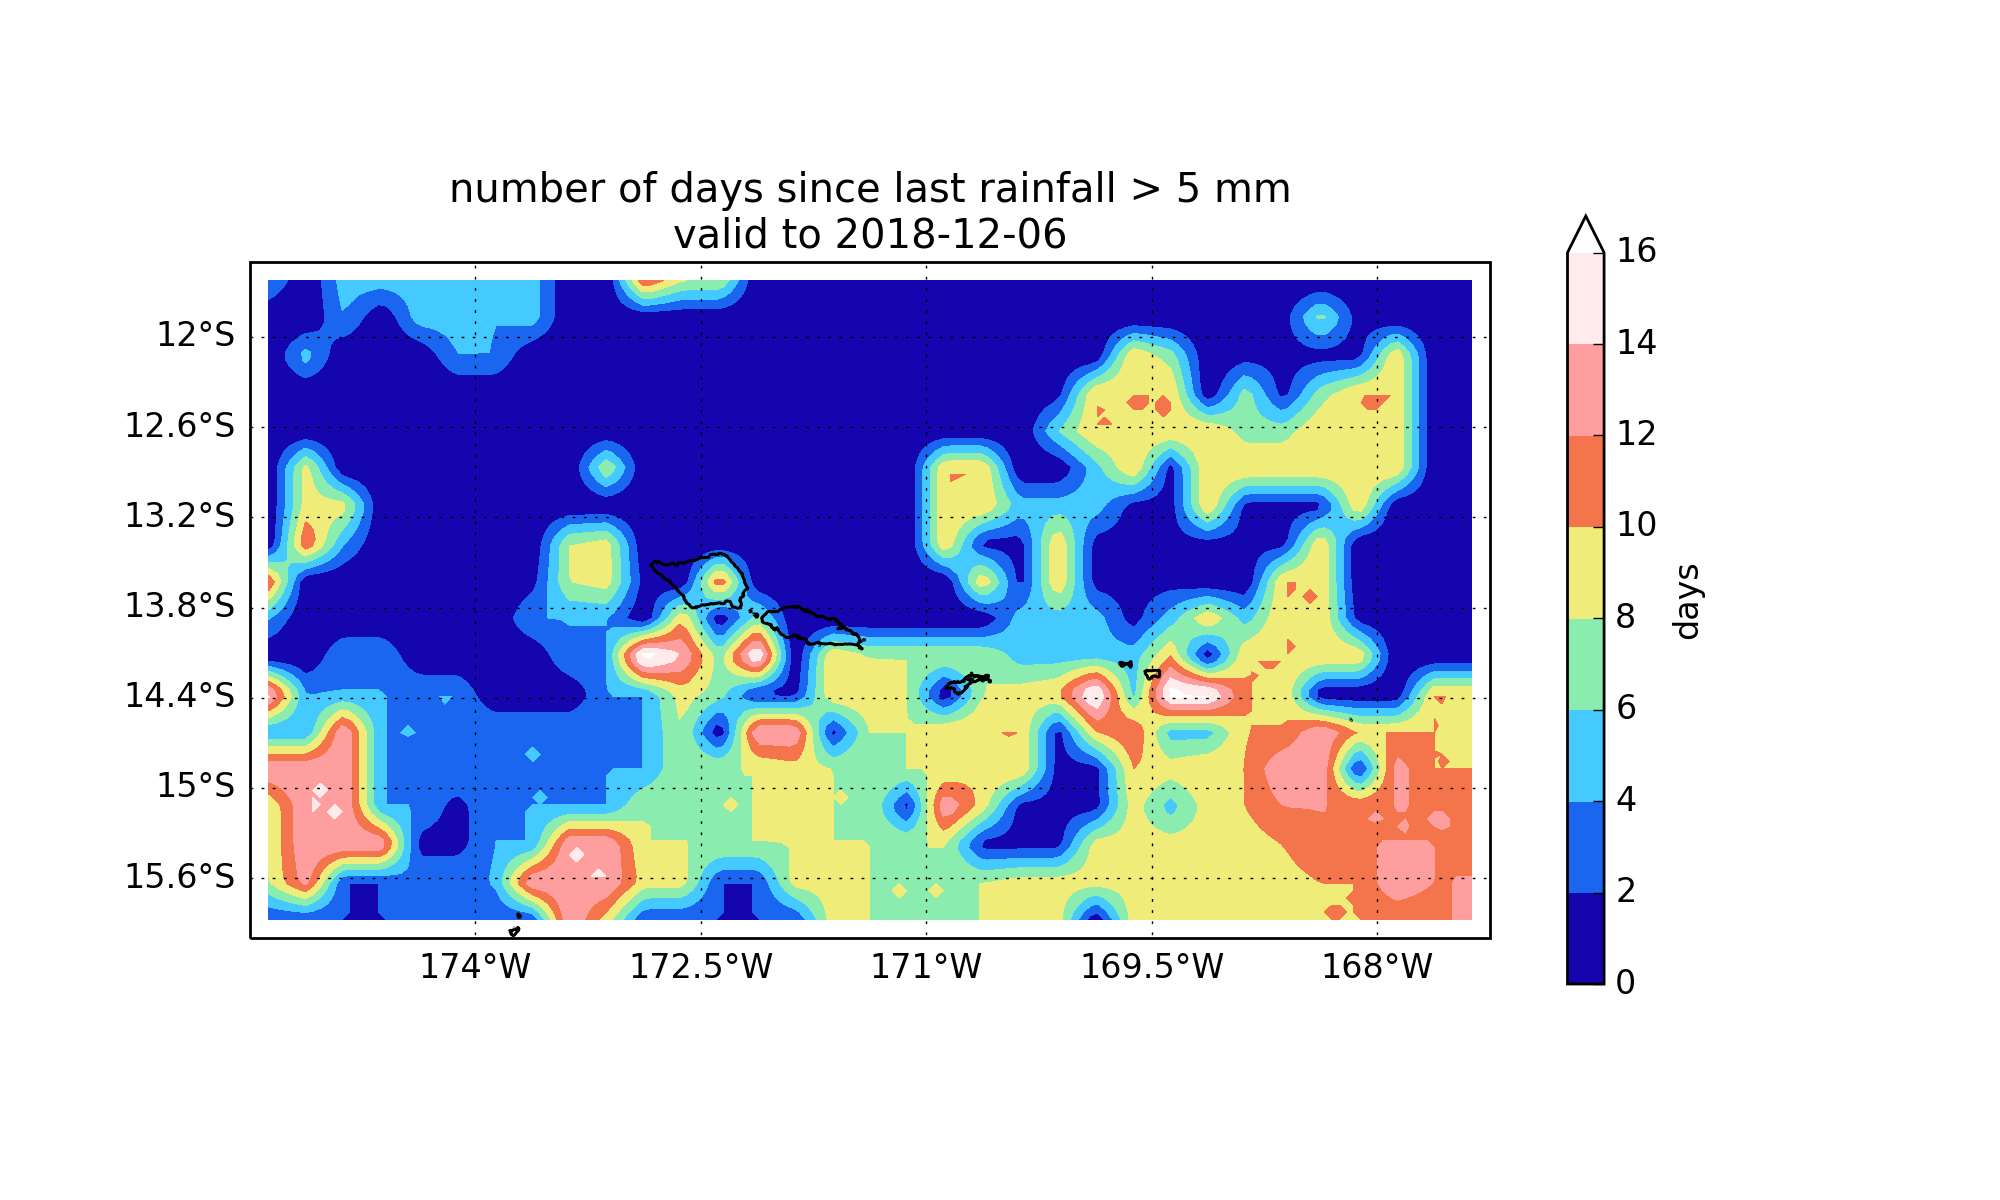 number of days since last rainfall > 5 mm
valid to 2018-12-06
12°S
12.6°S
13.2°S
13.8°S
14.4°S
15°S
15.6°S
174°W
172.5°W
171°W
169.5°W
168°W
16
14
12
10
8
6
4
2
0
days